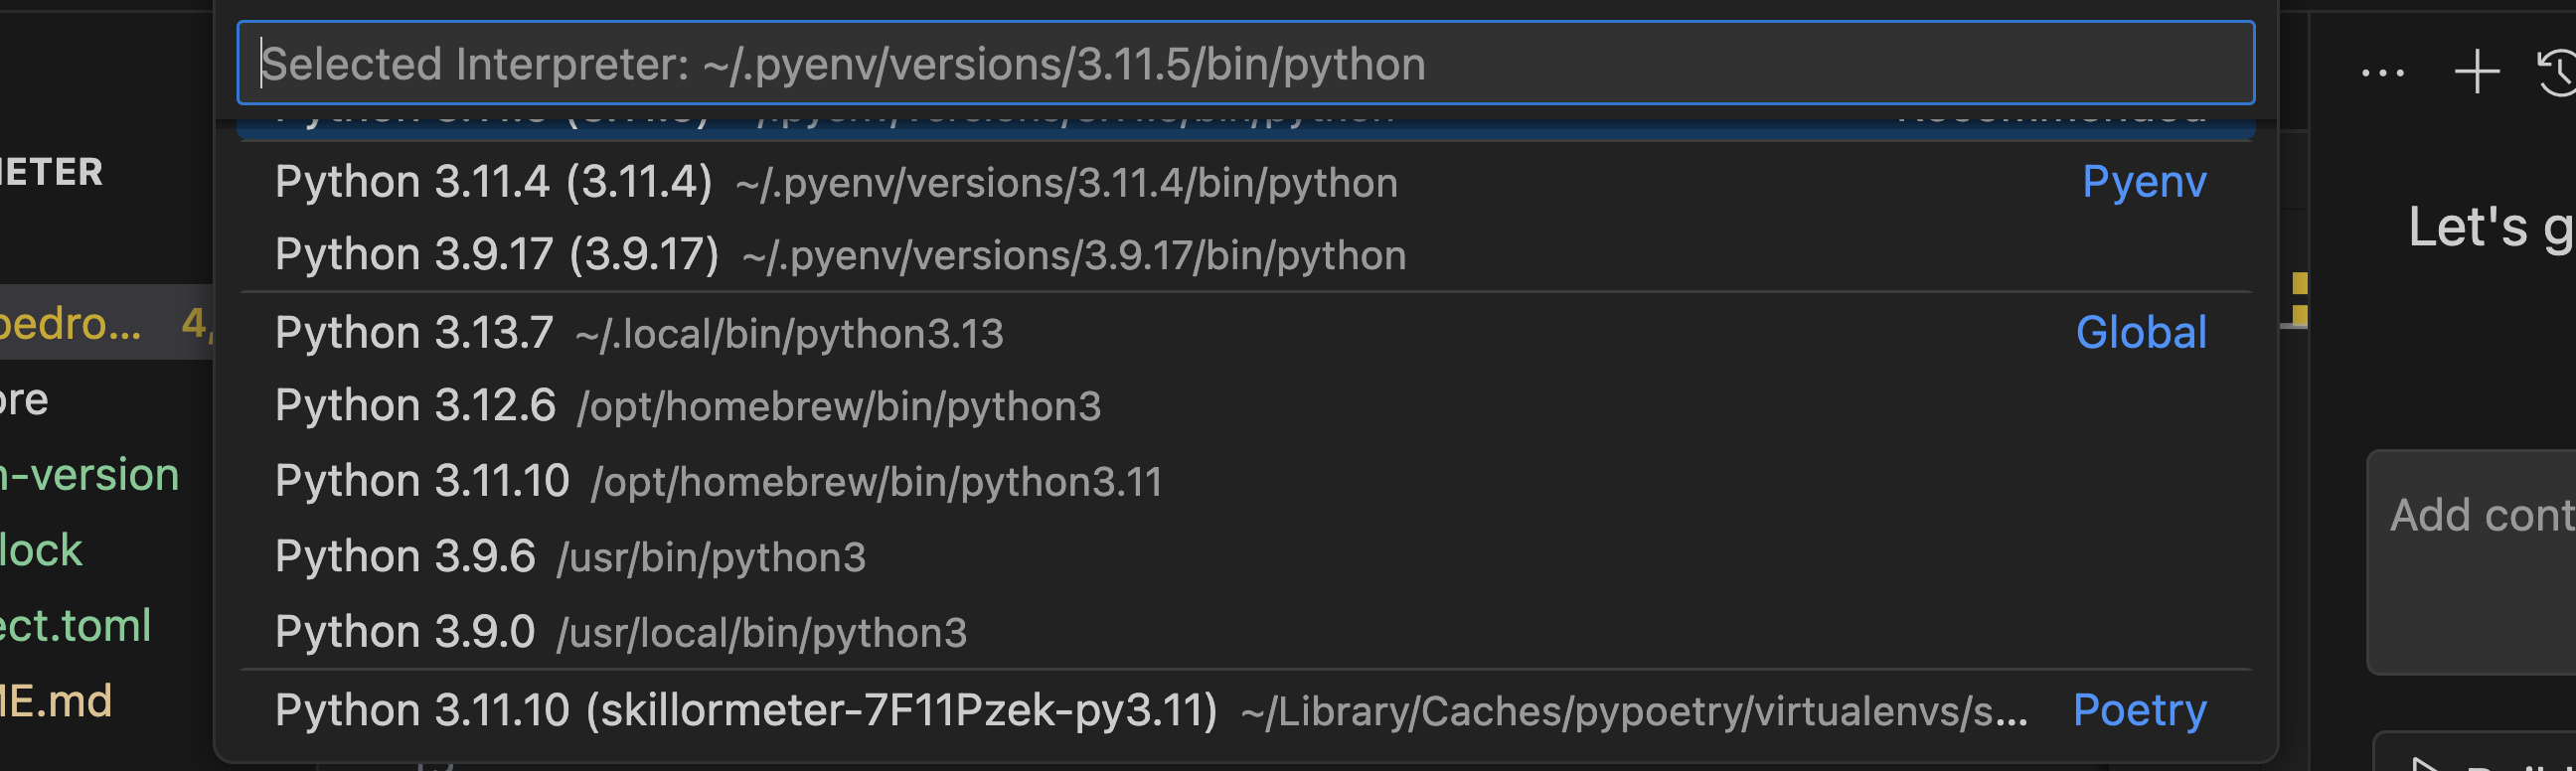 Selected Interpreter: ~/.pyenv/versions/3.11.5/bin/python
METER
Python 3.11.4 (3.11.4) ~/.pyenv/versions/3.11.4/bin/python Pyenv
Let's g
Python 3.9.17 (3.9.17) ~/.pyenv/versions/3.9.17/bin/python
pedro... 4,
Python 3.13.7 ~/.local/bin/python3.13 Global
ore
Python 3.12.6 /opt/homebrew/bin/python3
n-version
Python 3.11.10 /opt/homebrew/bin/python3.11
Add cont
lock
Python 3.9.6 /usr/bin/python3
ect.toml
Python 3.9.0 /usr/local/bin/python3
ME.md
Python 3.11.10 (skillormeter-7F11Pzek-py3.11) ~/Library/Caches/pypoetry/virtualenvs/s... Poetry